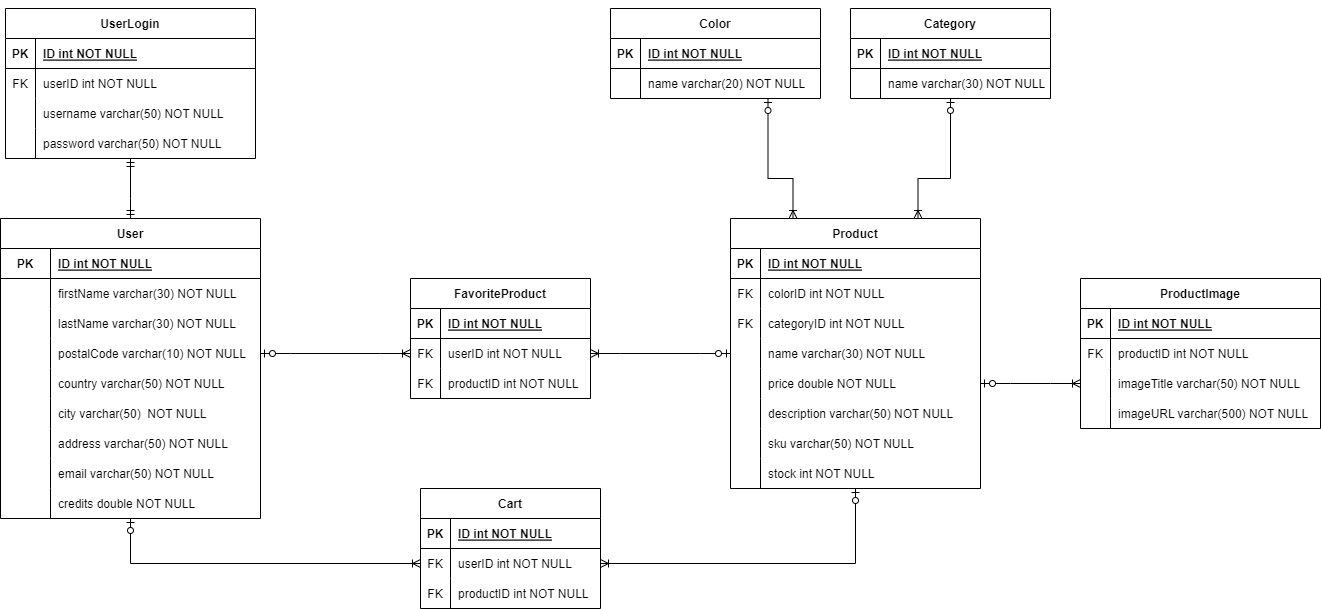 UserLogin
PK ID int NOT NULL
FK userID int NOT NULL
username varchar(50) NOT NULL
password varchar(50) NOT NULL
Color
PK ID int NOT NULL
name varchar(20) NOT NULL
Category
PK ID int NOT NULL
name varchar(30) NOT NULL
User
PK ID int NOT NULL
firstName varchar(30) NOT NULL
lastName varchar(30) NOT NULL
postalCode varchar(10) NOT NULL
country varchar(50) NOT NULL
city varchar(50) NOT NULL
address varchar(50) NOT NULL
email varchar(50) NOT NULL
credits double NOT NULL
FavoriteProduct
PK ID int NOT NULL
FK userID int NOT NULL
FK productID int NOT NULL
Product
PK ID int NOT NULL
FK colorID int NOT NULL
FK categoryID int NOT NULL
name varchar(30) NOT NULL
price double NOT NULL
description varchar(50) NOT NULL
sku varchar(50) NOT NULL
stock int NOT NULL
ProductImage
PK ID int NOT NULL
FK productID int NOT NULL
imageTitle varchar(50) NOT NULL
imageURL varchar(500) NOT NULL
Cart
PK ID int NOT NULL
FK userID int NOT NULL
FK productID int NOT NULL